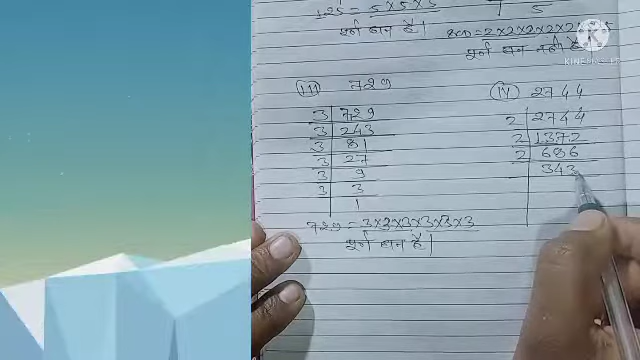 125 = 5×5×5
पूर्ण घन है।
5
800 = 2×2×2×2×2×5×5
पूर्ण घन नही है
KINEMASTER
(III) 729
3 | 729
3 | 243
3 | 81
3 | 27
3 | 9
3 | 3
1
729 = 3×3×3×3×3×3
पूर्ण घन है।
(IV) 2744
2 | 2744
2 | 1372
2 | 686
343